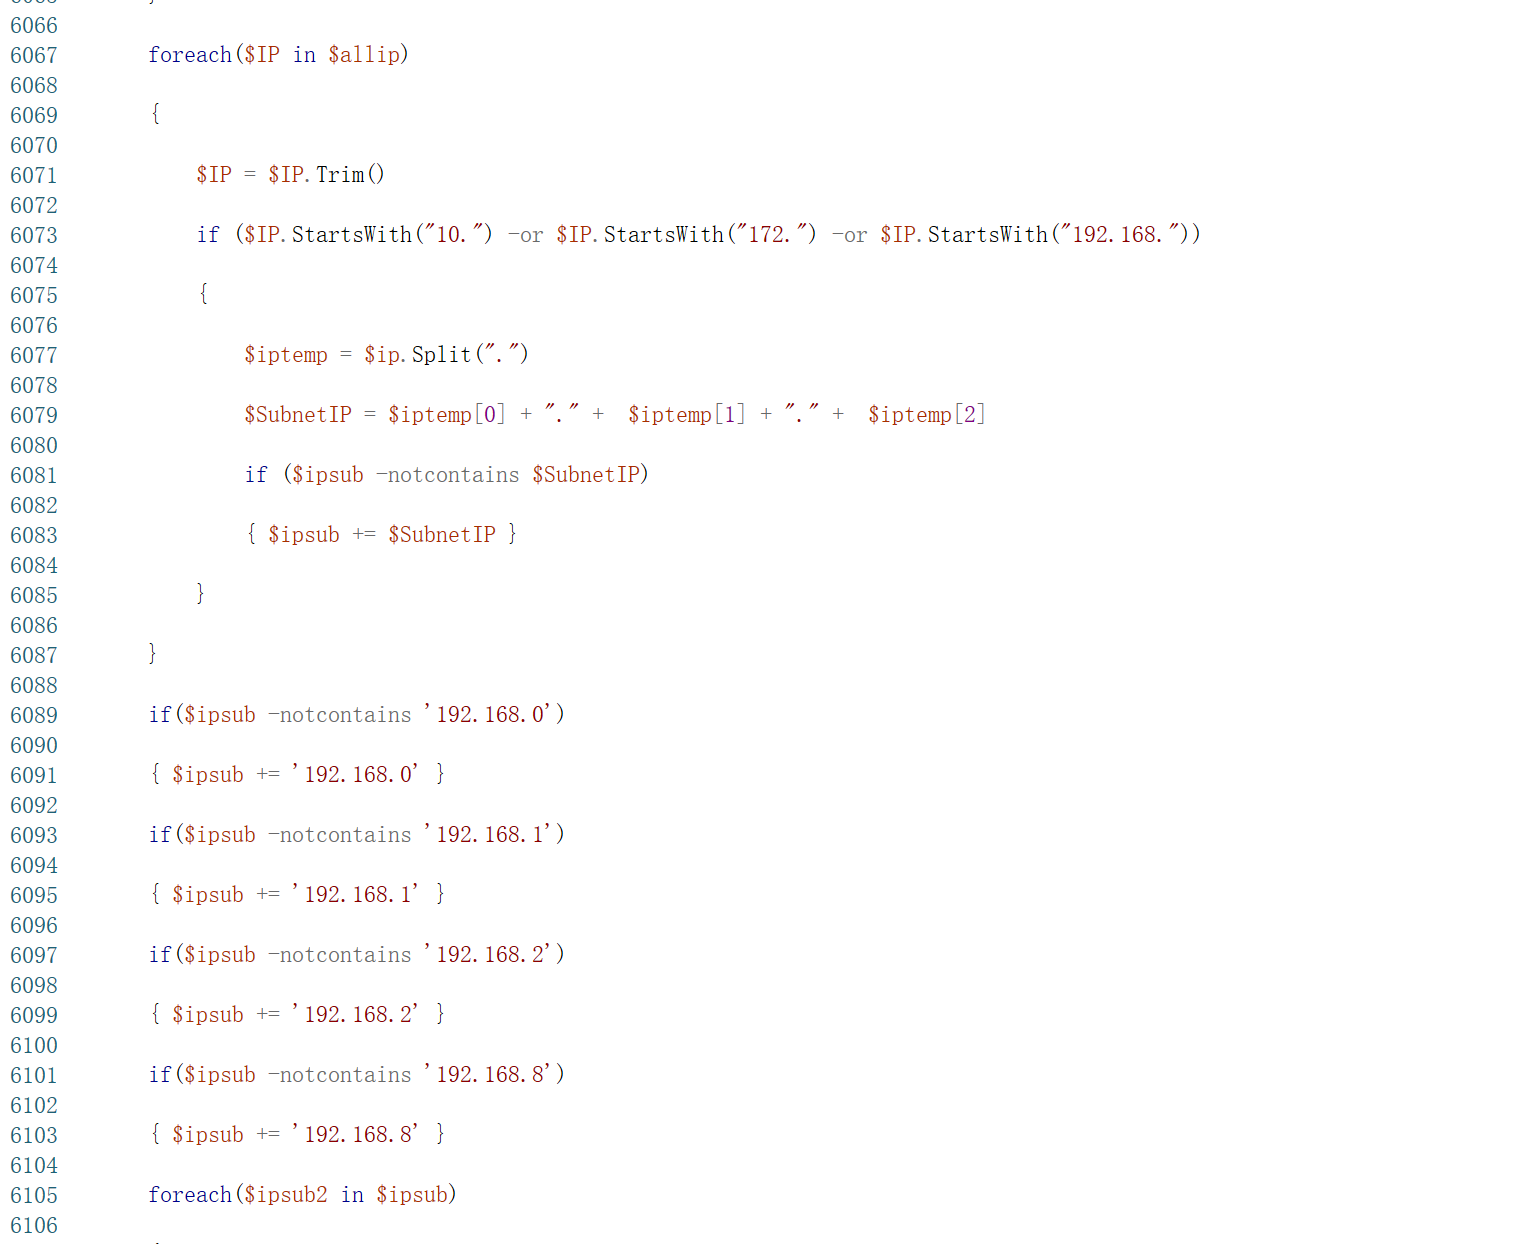 6066
6067 foreach($IP in $allip)
6068
6069 {
6070
6071 $IP = $IP.Trim()
6072
6073 if ($IP.StartsWith("10.") -or $IP.StartsWith("172.") -or $IP.StartsWith("192.168."))
6074
6075 {
6076
6077 $iptemp = $ip.Split(".")
6078
6079 $SubnetIP = $iptemp[0] + "." +  $iptemp[1] + "." +  $iptemp[2]
6080
6081 if ($ipsub -notcontains $SubnetIP)
6082
6083 { $ipsub += $SubnetIP }
6084
6085 }
6086
6087 }
6088
6089 if($ipsub -notcontains '192.168.0')
6090
6091 { $ipsub += '192.168.0' }
6092
6093 if($ipsub -notcontains '192.168.1')
6094
6095 { $ipsub += '192.168.1' }
6096
6097 if($ipsub -notcontains '192.168.2')
6098
6099 { $ipsub += '192.168.2' }
6100
6101 if($ipsub -notcontains '192.168.8')
6102
6103 { $ipsub += '192.168.8' }
6104
6105 foreach($ipsub2 in $ipsub)
6106